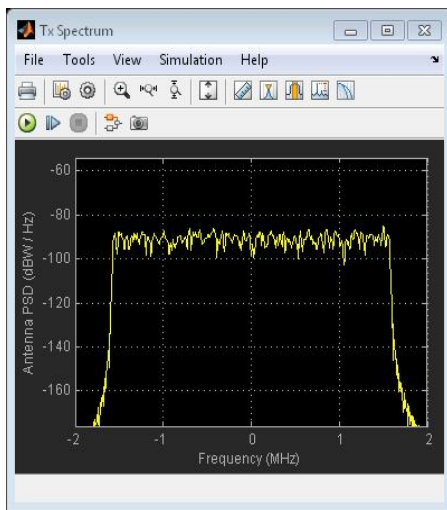 Tx Spectrum
File Tools View Simulation Help
-60
-80
-100
-120
-140
-160
Antenna PSD (dBW / Hz)
-2 -1 0 1 2
Frequency (MHz)